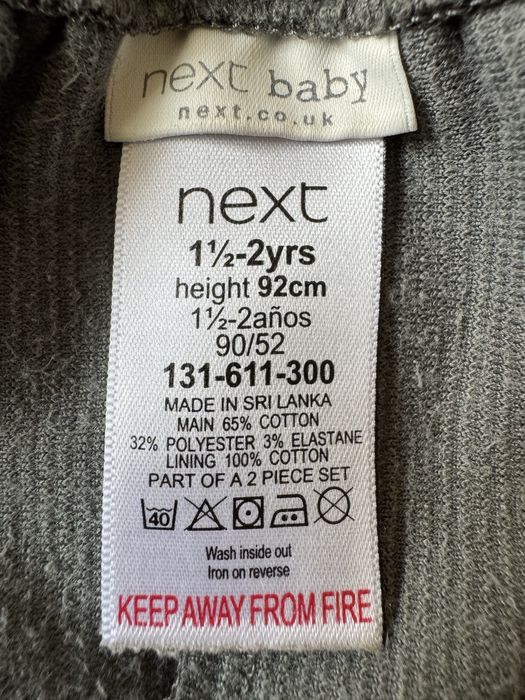 next baby
next.co.uk
next
1½-2yrs
height 92cm
1½-2años
90/52
131-611-300
MADE IN SRI LANKA
MAIN 65% COTTON
32% POLYESTER 3% ELASTANE
LINING 100% COTTON
PART OF A 2 PIECE SET
40
Wash inside out
Iron on reverse
KEEP AWAY FROM FIRE